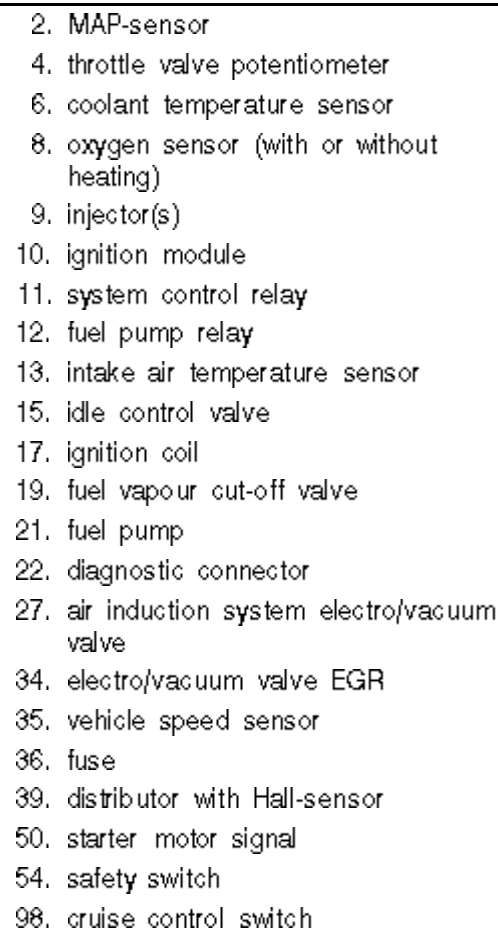 2. MAP-sensor
4. throttle valve potentiometer
6. coolant temperature sensor
8. oxygen sensor (with or without
heating)
9. injector(s)
10. ignition module
11. system control relay
12. fuel pump relay
13. intake air temperature sensor
15. idle control valve
17. ignition coil
19. fuel vapour cut-off valve
21. fuel pump
22. diagnostic connector
27. air induction system electro/vacuum
valve
34. electro/vacuum valve EGR
35. vehicle speed sensor
36. fuse
39. distributor with Hall-sensor
50. starter motor signal
54. safety switch
98. cruise control switch